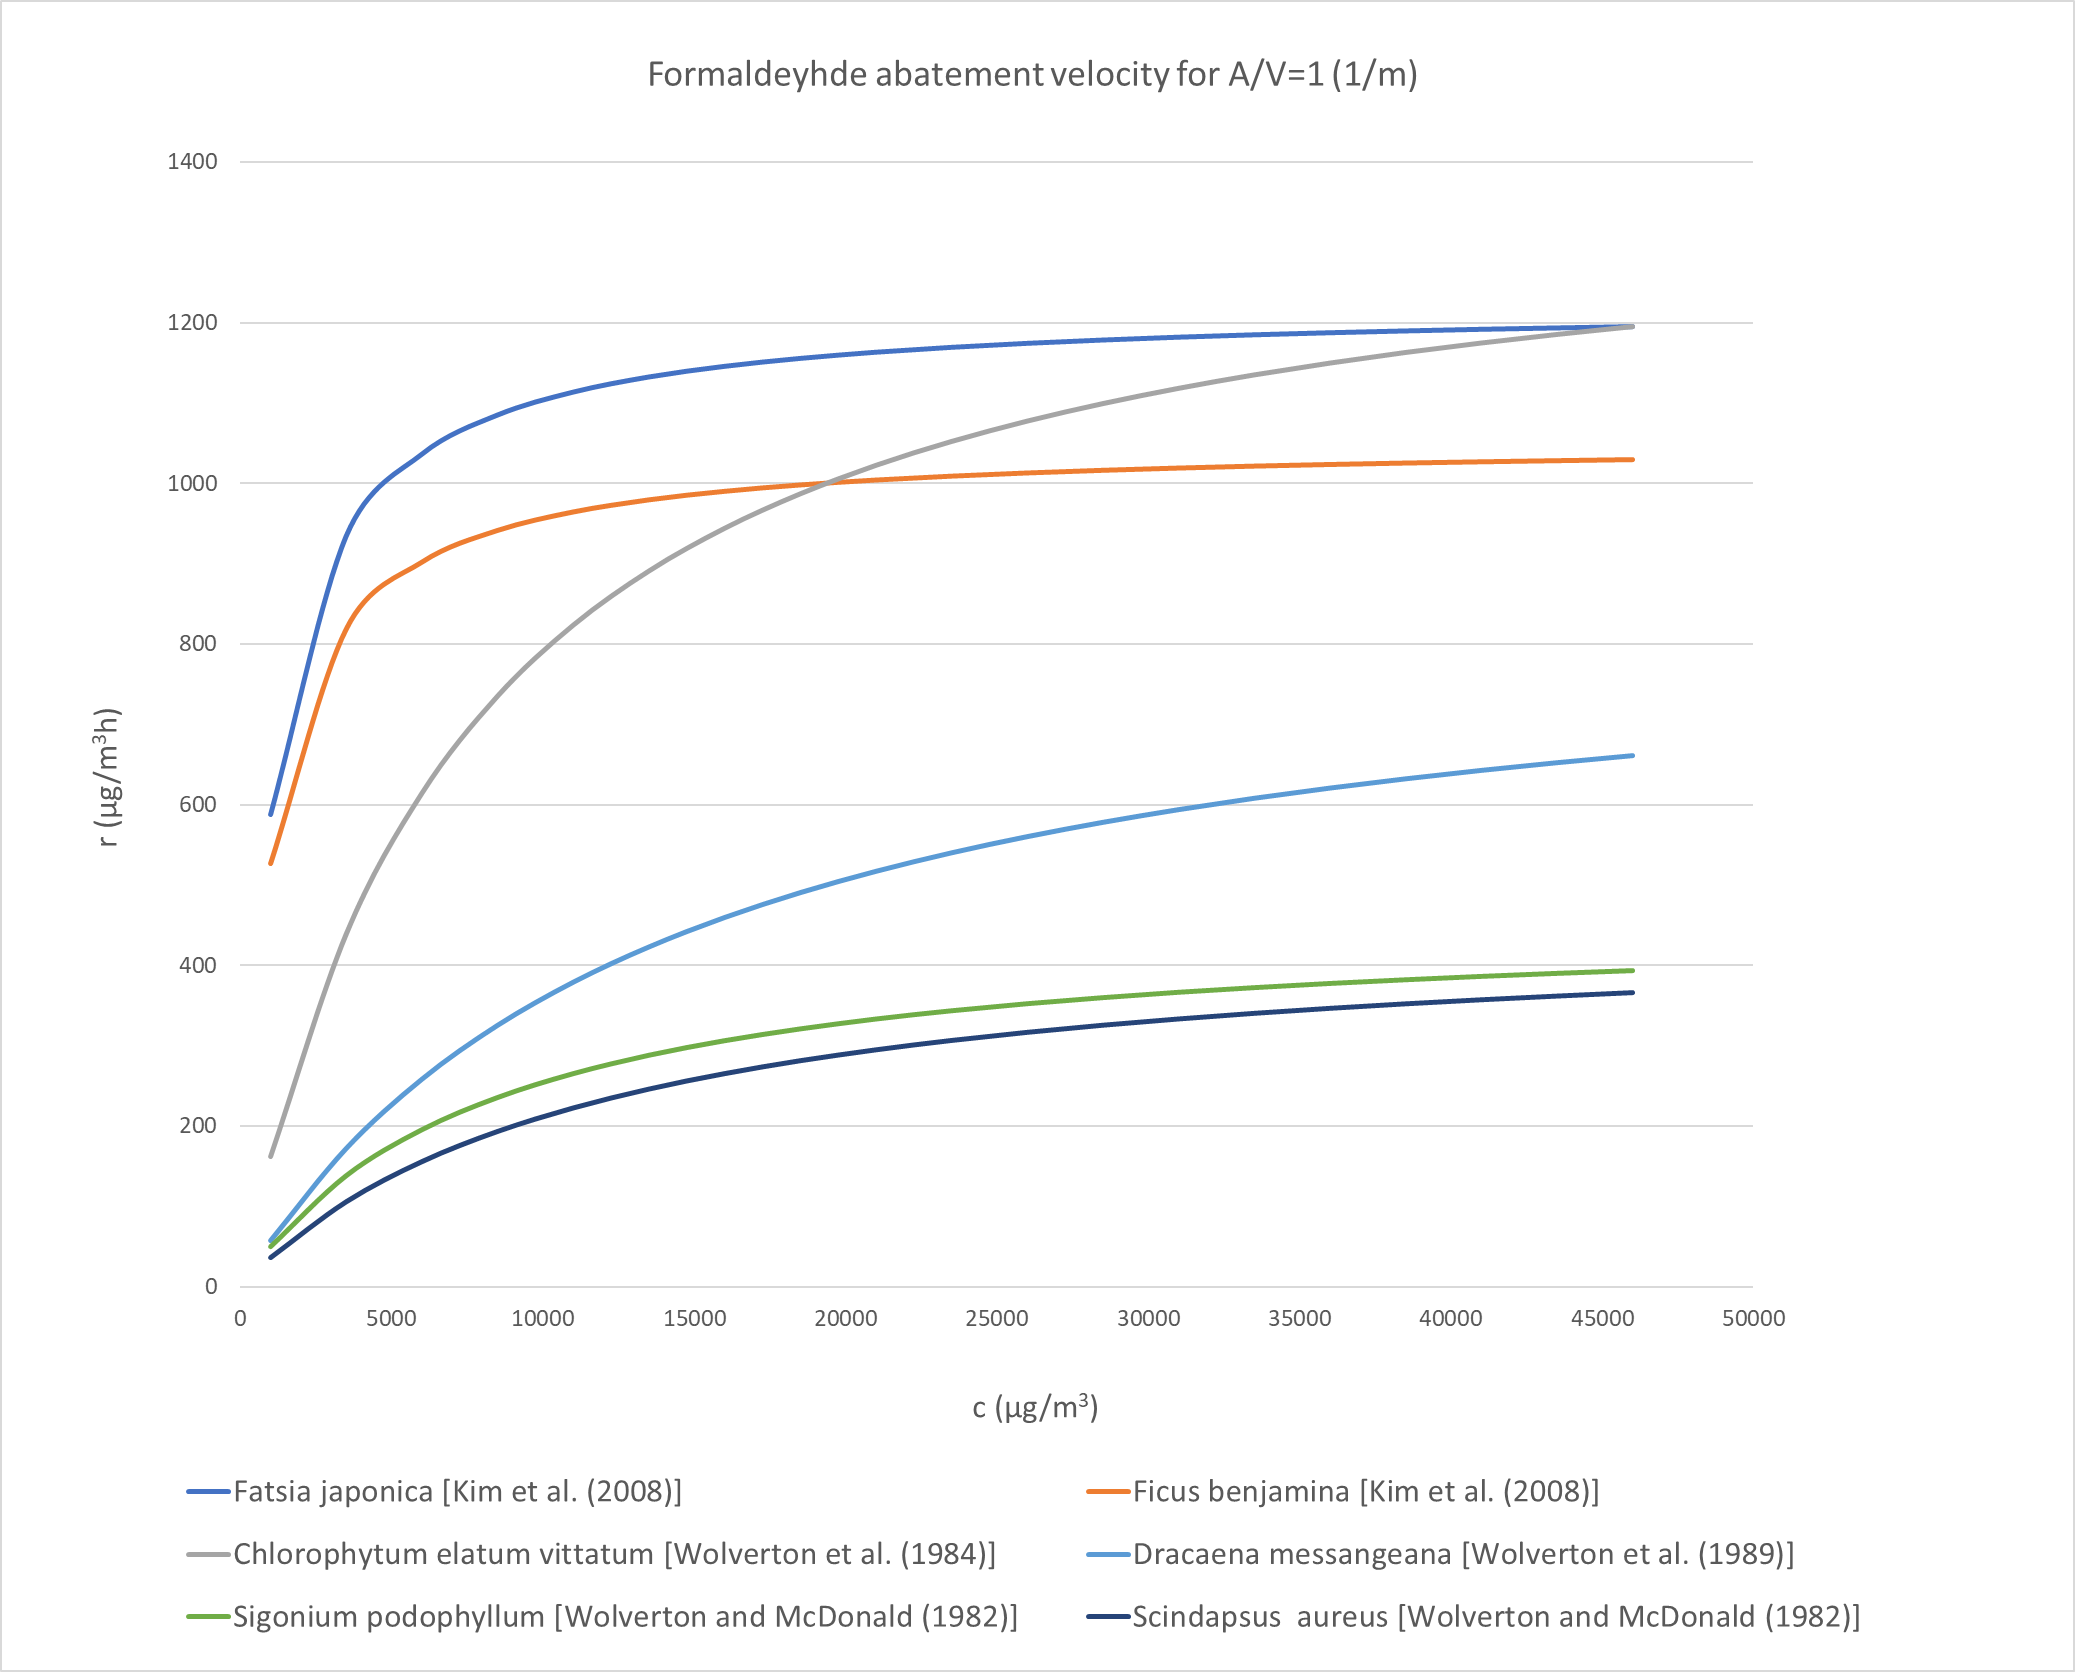 Formaldeyhde abatement velocity for A/V=1 (1/m)
1400
1200
1000
800
600
400
200
0
r (µg/m³h)
0 5000 10000 15000 20000 25000 30000 35000 40000 45000 50000
c (µg/m³)
Fatsia japonica [Kim et al. (2008)]
Ficus benjamina [Kim et al. (2008)]
Chlorophytum elatum vittatum [Wolverton et al. (1984)]
Dracaena messangeana [Wolverton et al. (1989)]
Sigonium podophyllum [Wolverton and McDonald (1982)]
Scindapsus  aureus [Wolverton and McDonald (1982)]